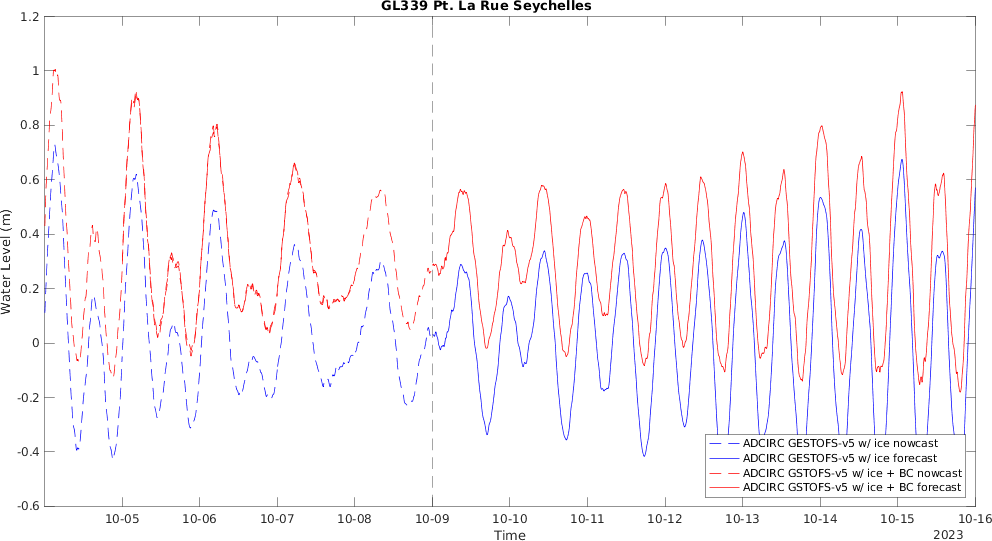 GL339 Pt. La Rue Seychelles
1.2
1
0.8
0.6
0.4
0.2
0
-0.2
-0.4
-0.6
Water Level (m)
ADCIRC GESTOFS-v5 w/ ice nowcast
ADCIRC GESTOFS-v5 w/ ice forecast
ADCIRC GSTOFS-v5 w/ ice + BC nowcast
ADCIRC GSTOFS-v5 w/ ice + BC forecast
10-05 10-06 10-07 10-08 10-09 10-10 10-11 10-12 10-13 10-14 10-15 10-16
Time
2023